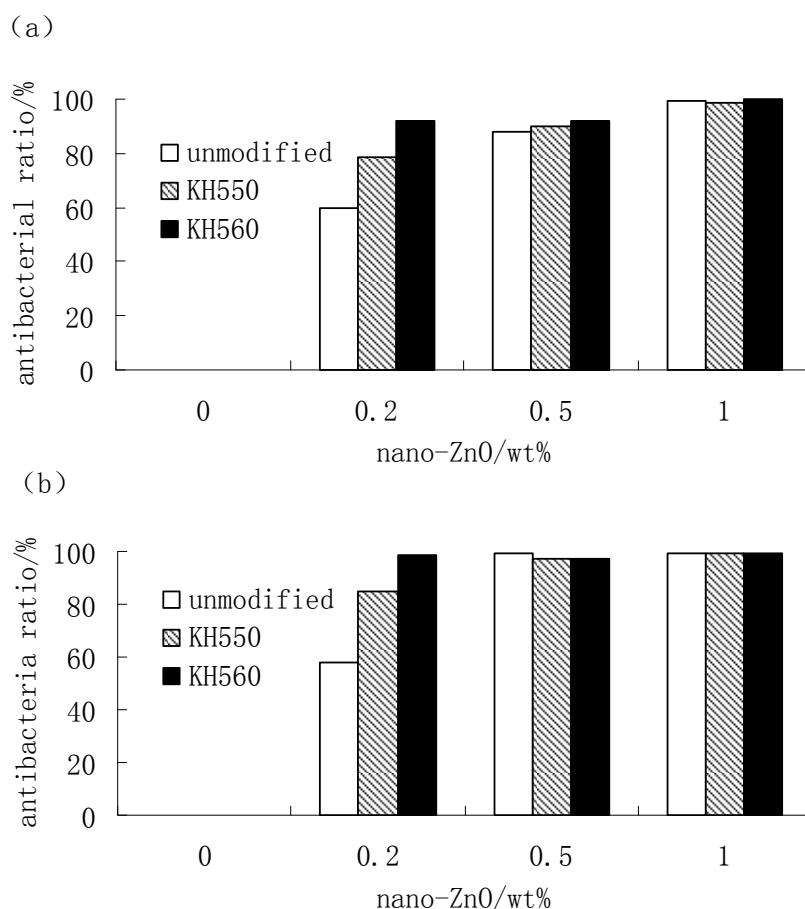 （a）
antibacterial ratio/%
100
80
60
40
20
0
unmodified
KH550
KH560
0 0.2 0.5 1
nano-ZnO/wt%
（b）
antibacteria ratio/%
100
80
60
40
20
0
unmodified
KH550
KH560
0 0.2 0.5 1
nano-ZnO/wt%